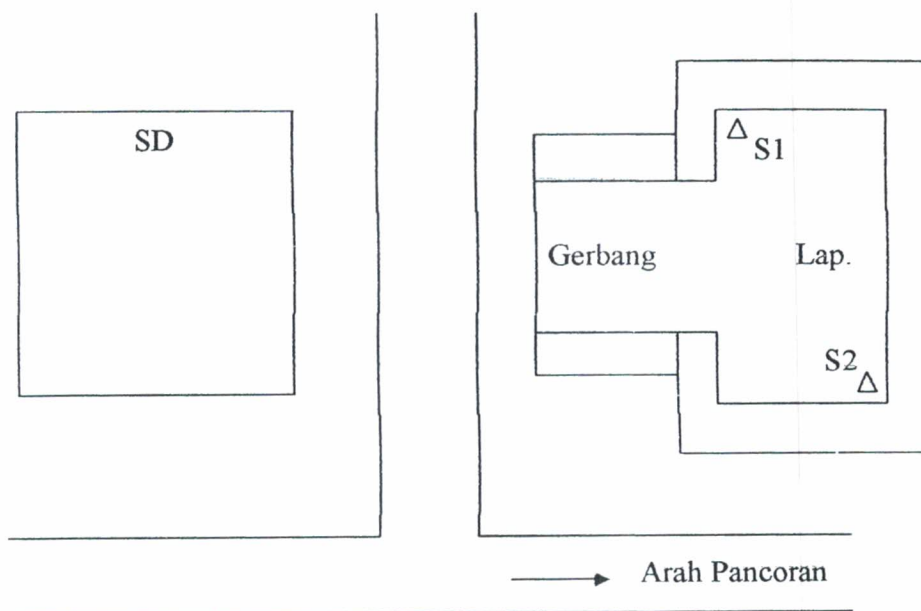 SD
S1
Gerbang
Lap.
S2
Arah Pancoran